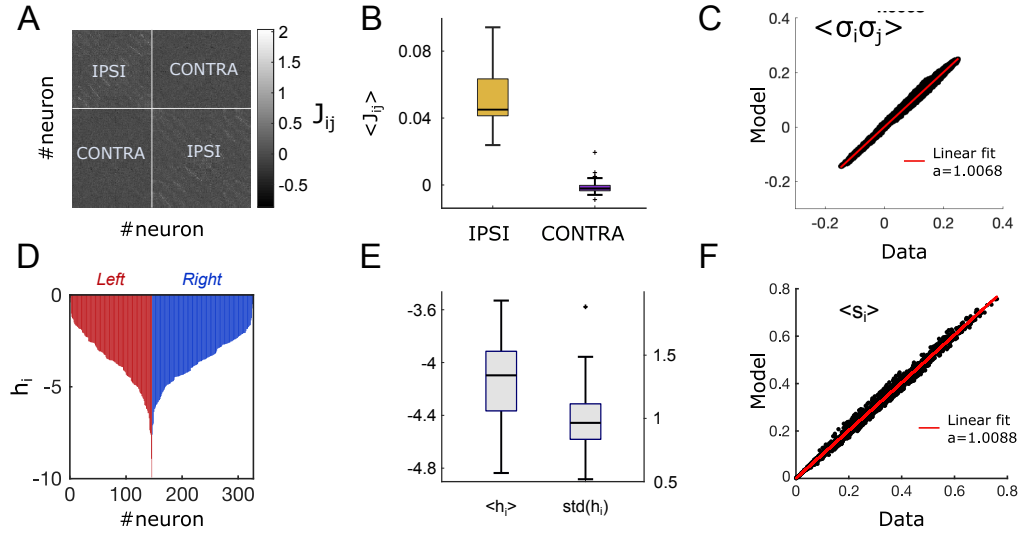 A
IPSI
CONTRA
CONTRA
IPSI
#neuron
#neuron
2
1.5
1
0.5
0
-0.5
J_ij
B
<J_ij>
0.08
0.04
0
IPSI
CONTRA
C
<σ_iσ_j>
Model
0.2
0
-0.2
-0.2
0
0.2
0.4
Linear fit
a=1.0068
Data
D
Left
Right
h_i
0
-5
-10
0
100
200
300
#neuron
E
-3.6
-4
-4.4
-4.8
1.5
1
0.5
<h_i>
std(h_i)
F
<s_i>
Model
0.8
0.6
0.4
0.2
0
0
0.2
0.4
0.6
0.8
Linear fit
a=1.0088
Data